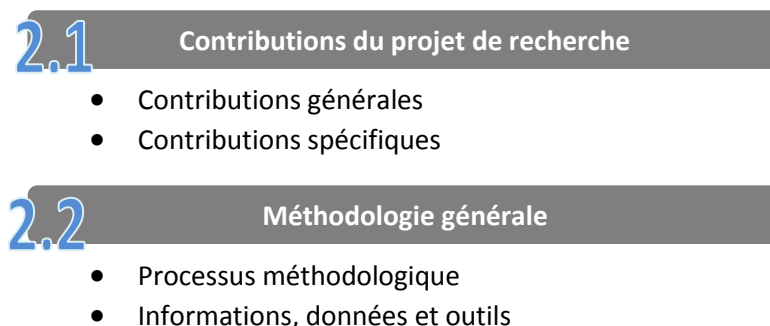 2.1 Contributions du projet de recherche
• Contributions générales
• Contributions spécifiques
2.2 Méthodologie générale
• Processus méthodologique
• Informations, données et outils